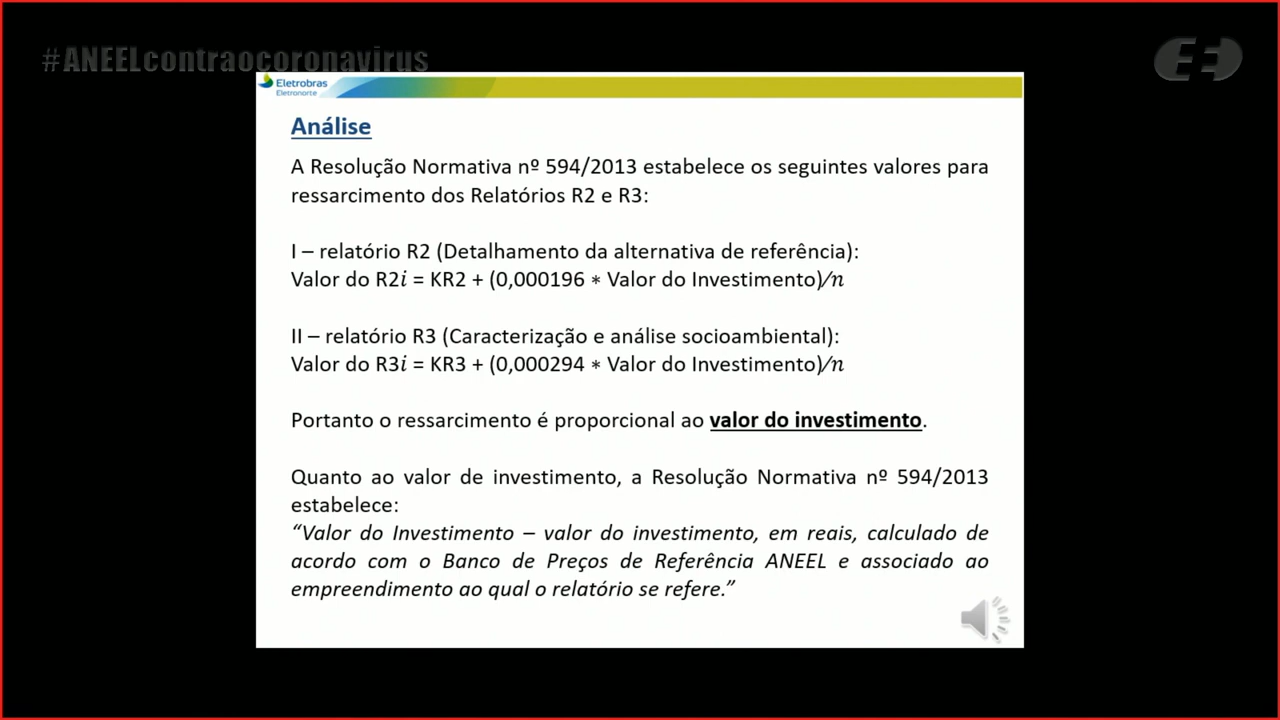 #ANEELcontraocoronavirus
Eletrobras
Eletronorte
Análise
A Resolução Normativa nº 594/2013 estabelece os seguintes valores para
ressarcimento dos Relatórios R2 e R3:
I – relatório R2 (Detalhamento da alternativa de referência):
Valor do R2i = KR2 + (0,000196 * Valor do Investimento)/n
II – relatório R3 (Caracterização e análise socioambiental):
Valor do R3i = KR3 + (0,000294 * Valor do Investimento)/n
Portanto o ressarcimento é proporcional ao valor do investimento.
Quanto ao valor de investimento, a Resolução Normativa nº 594/2013
estabelece:
“Valor do Investimento – valor do investimento, em reais, calculado de
acordo com o Banco de Preços de Referência ANEEL e associado ao
empreendimento ao qual o relatório se refere.”